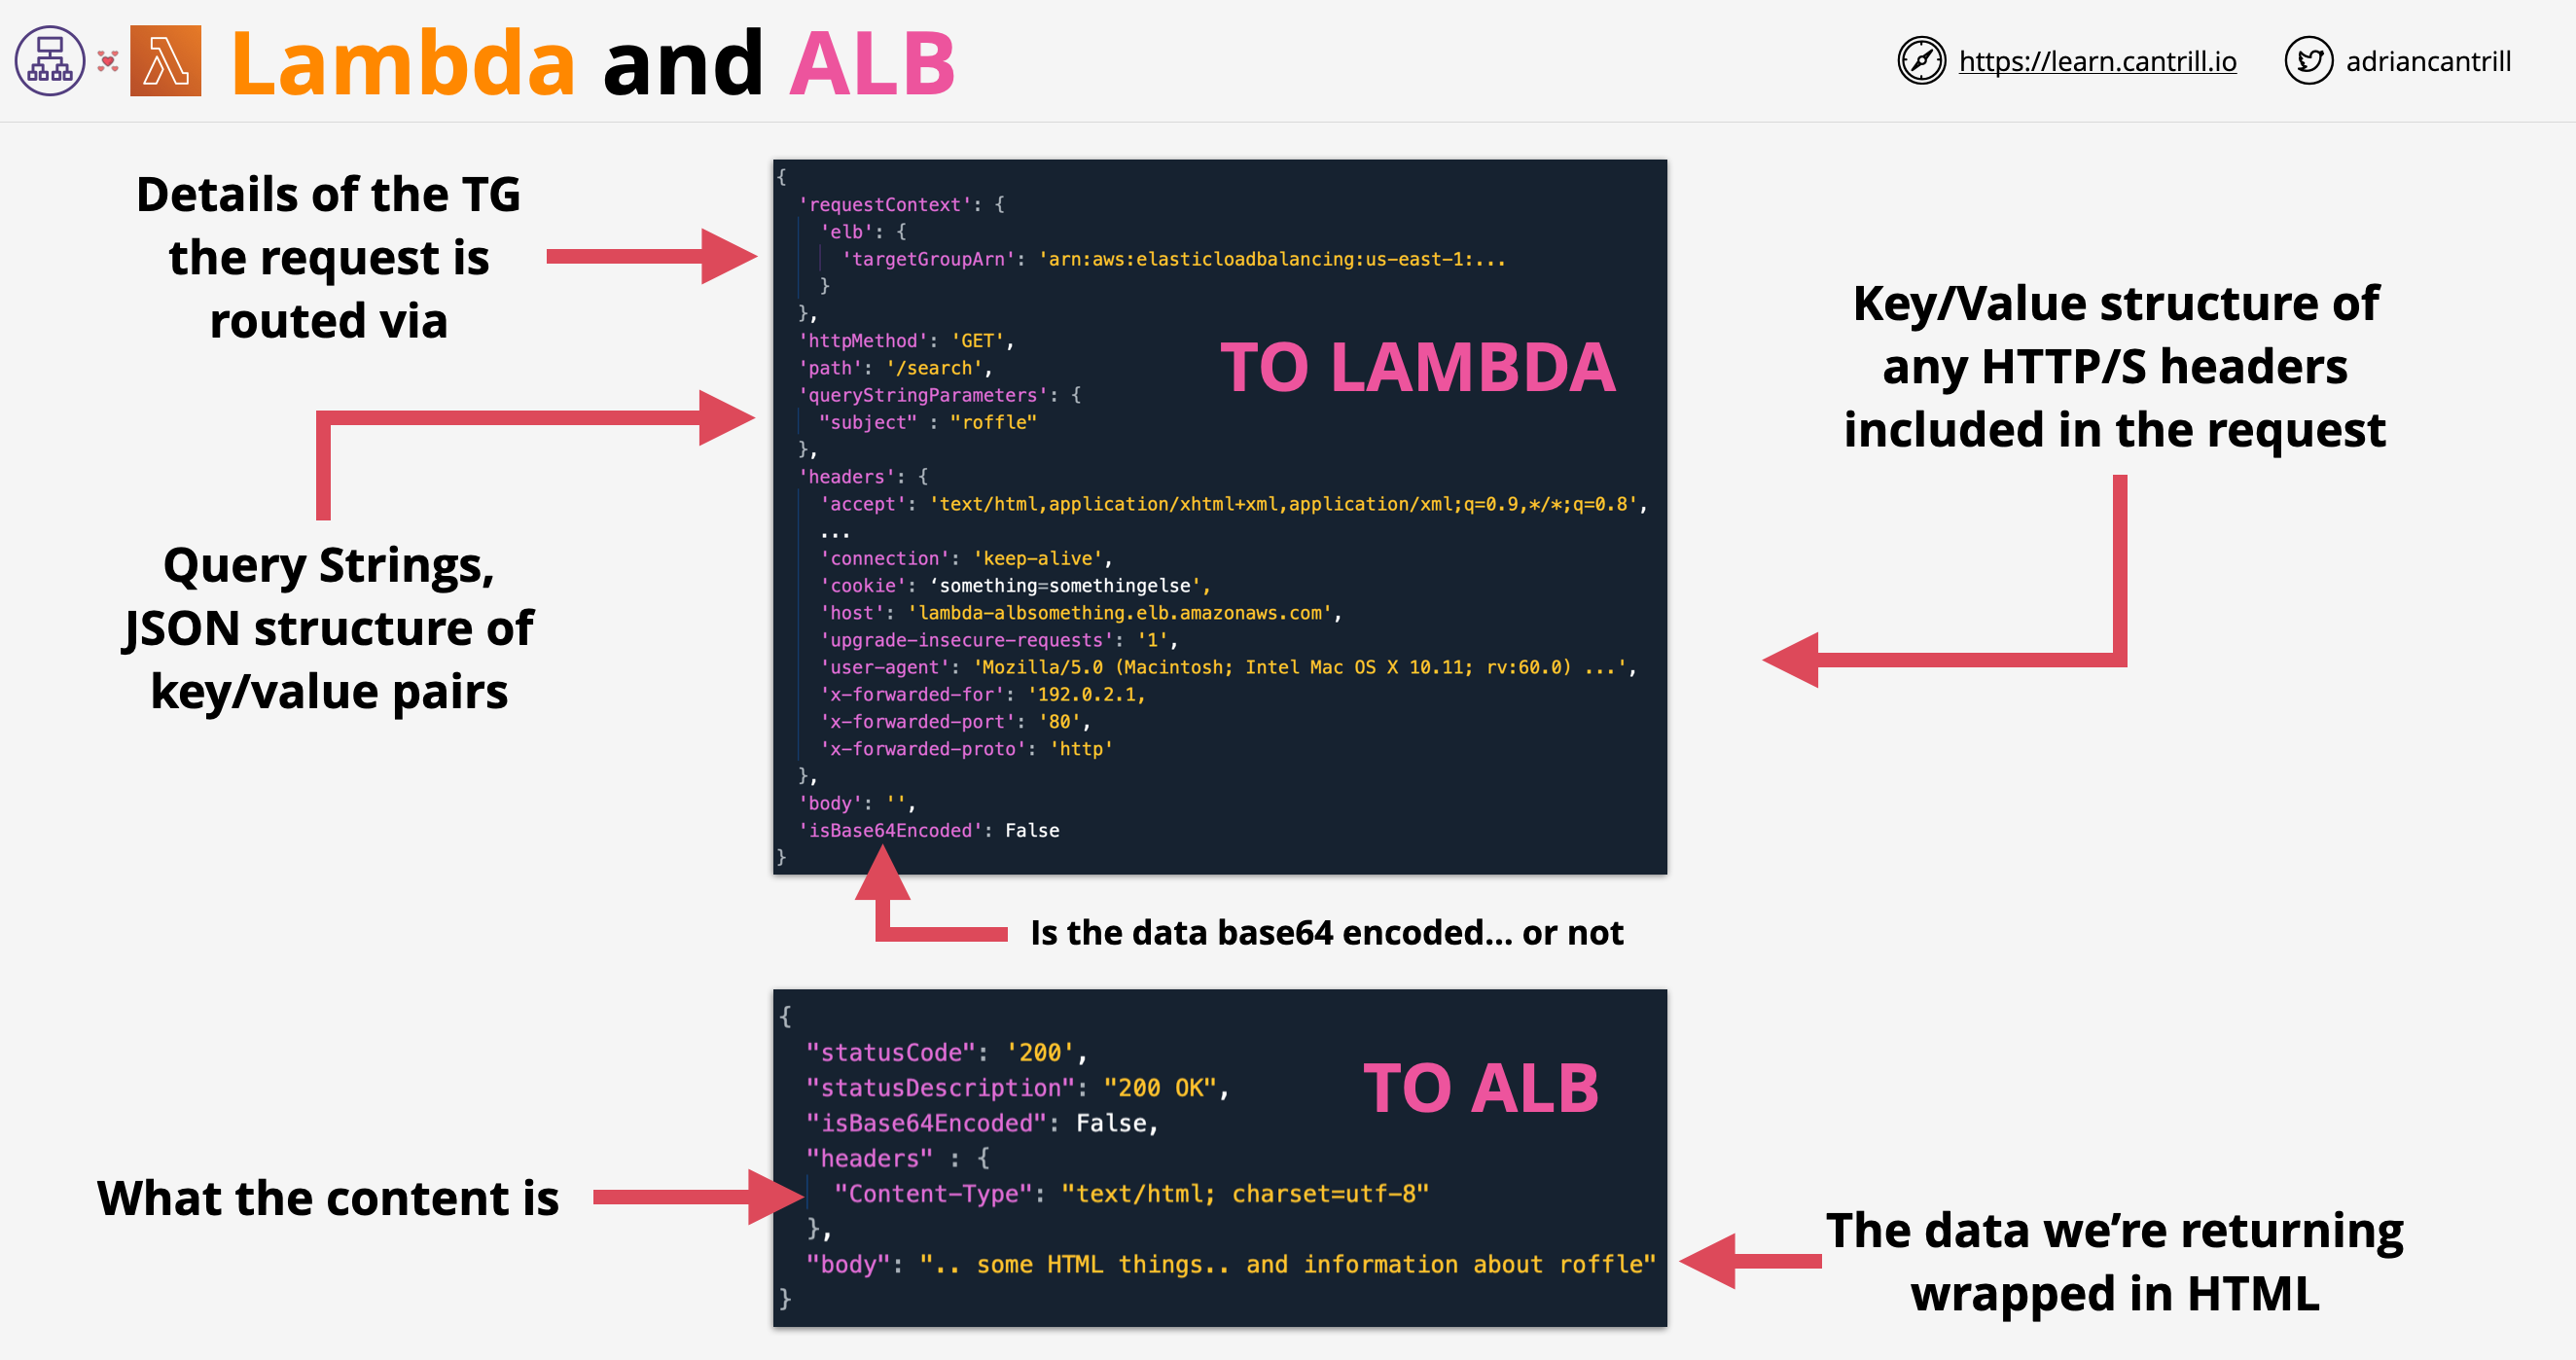 Lambda and ALB
https://learn.cantrill.io
adriancantrill
Details of the TG
the request is
routed via
Query Strings,
JSON structure of
key/value pairs
{
'requestContext': {
'elb': {
'targetGroupArn': 'arn:aws:elasticloadbalancing:us-east-1:...
}
},
'httpMethod': 'GET',
'path': '/search',
'queryStringParameters': {
"subject" : "roffle"
},
'headers': {
'accept': 'text/html,application/xhtml+xml,application/xml;q=0.9,*/*;q=0.8',
...
'connection': 'keep-alive',
'cookie': ‘something=somethingelse',
'host': 'lambda-albsomething.elb.amazonaws.com',
'upgrade-insecure-requests': '1',
'user-agent': 'Mozilla/5.0 (Macintosh; Intel Mac OS X 10.11; rv:60.0) ...',
'x-forwarded-for': '192.0.2.1,
'x-forwarded-port': '80',
'x-forwarded-proto': 'http'
},
'body': '',
'isBase64Encoded': False
}
TO LAMBDA
Key/Value structure of
any HTTP/S headers
included in the request
Is the data base64 encoded... or not
{
"statusCode": '200',
"statusDescription": "200 OK",
"isBase64Encoded": False,
"headers" : {
"Content-Type": "text/html; charset=utf-8"
},
"body": ".. some HTML things.. and information about roffle"
}
TO ALB
What the content is
The data we’re returning
wrapped in HTML